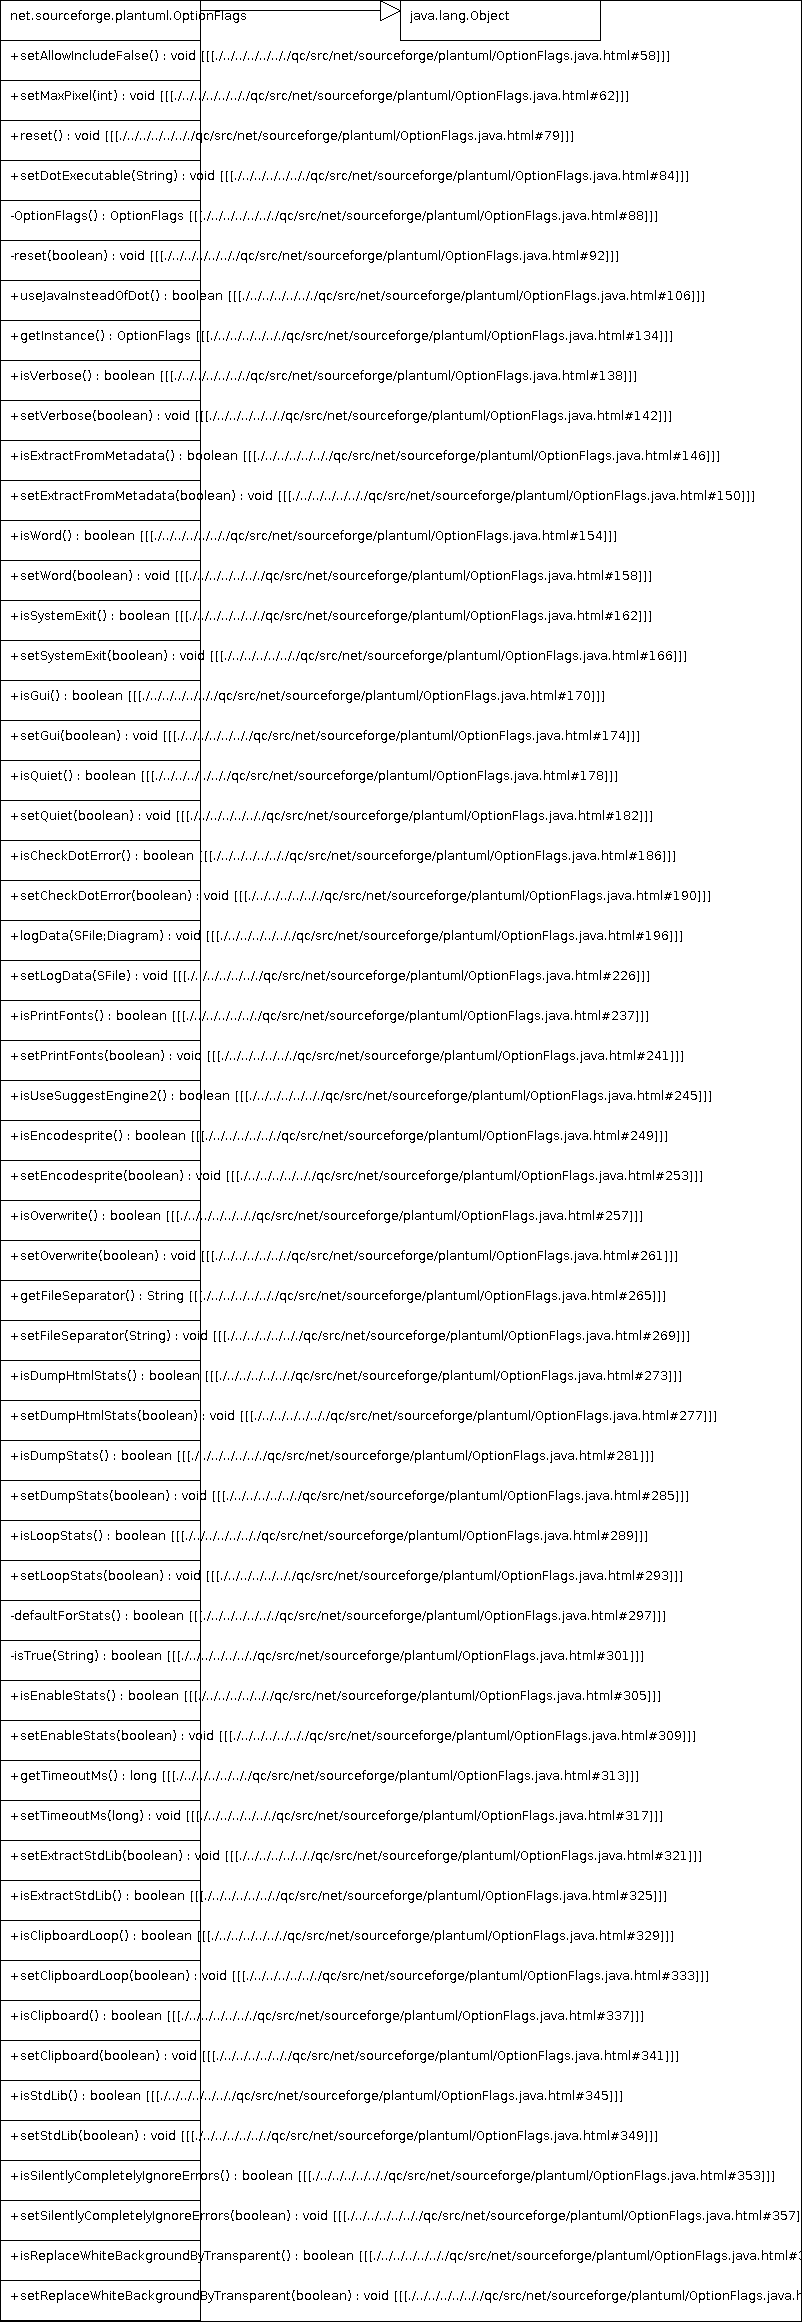 net.sourceforge.plantuml.OptionFlags
java.lang.Object
+setAllowIncludeFalse() : void [[[./../../../../../qc/src/net/sourceforge/plantuml/OptionFlags.java.html#58]]]
+setMaxPixel(int) : void [[[./../../../../../qc/src/net/sourceforge/plantuml/OptionFlags.java.html#62]]]
+reset() : void [[[./../../../../../qc/src/net/sourceforge/plantuml/OptionFlags.java.html#79]]]
+setDotExecutable(String) : void [[[./../../../../../qc/src/net/sourceforge/plantuml/OptionFlags.java.html#84]]]
-OptionFlags() : OptionFlags [[[./../../../../../qc/src/net/sourceforge/plantuml/OptionFlags.java.html#88]]]
-reset(boolean) : void [[[./../../../../../qc/src/net/sourceforge/plantuml/OptionFlags.java.html#92]]]
+useJavaInsteadOfDot() : boolean [[[./../../../../../qc/src/net/sourceforge/plantuml/OptionFlags.java.html#106]]]
+getInstance() : OptionFlags [[[./../../../../../qc/src/net/sourceforge/plantuml/OptionFlags.java.html#134]]]
+isVerbose() : boolean [[[./../../../../../qc/src/net/sourceforge/plantuml/OptionFlags.java.html#138]]]
+setVerbose(boolean) : void [[[./../../../../../qc/src/net/sourceforge/plantuml/OptionFlags.java.html#142]]]
+isExtractFromMetadata() : boolean [[[./../../../../../qc/src/net/sourceforge/plantuml/OptionFlags.java.html#146]]]
+setExtractFromMetadata(boolean) : void [[[./../../../../../qc/src/net/sourceforge/plantuml/OptionFlags.java.html#150]]]
+isWord() : boolean [[[./../../../../../qc/src/net/sourceforge/plantuml/OptionFlags.java.html#154]]]
+setWord(boolean) : void [[[./../../../../../qc/src/net/sourceforge/plantuml/OptionFlags.java.html#158]]]
+isSystemExit() : boolean [[[./../../../../../qc/src/net/sourceforge/plantuml/OptionFlags.java.html#162]]]
+setSystemExit(boolean) : void [[[./../../../../../qc/src/net/sourceforge/plantuml/OptionFlags.java.html#166]]]
+isGui() : boolean [[[./../../../../../qc/src/net/sourceforge/plantuml/OptionFlags.java.html#170]]]
+setGui(boolean) : void [[[./../../../../../qc/src/net/sourceforge/plantuml/OptionFlags.java.html#174]]]
+isQuiet() : boolean [[[./../../../../../qc/src/net/sourceforge/plantuml/OptionFlags.java.html#178]]]
+setQuiet(boolean) : void [[[./../../../../../qc/src/net/sourceforge/plantuml/OptionFlags.java.html#182]]]
+isCheckDotError() : boolean [[[./../../../../../qc/src/net/sourceforge/plantuml/OptionFlags.java.html#186]]]
+setCheckDotError(boolean) : void [[[./../../../../../qc/src/net/sourceforge/plantuml/OptionFlags.java.html#190]]]
+logData(SFile;Diagram) : void [[[./../../../../../qc/src/net/sourceforge/plantuml/OptionFlags.java.html#196]]]
+setLogData(SFile) : void [[[./../../../../../qc/src/net/sourceforge/plantuml/OptionFlags.java.html#226]]]
+isPrintFonts() : boolean [[[./../../../../../qc/src/net/sourceforge/plantuml/OptionFlags.java.html#237]]]
+setPrintFonts(boolean) : void [[[./../../../../../qc/src/net/sourceforge/plantuml/OptionFlags.java.html#241]]]
+isUseSuggestEngine2() : boolean [[[./../../../../../qc/src/net/sourceforge/plantuml/OptionFlags.java.html#245]]]
+isEncodesprite() : boolean [[[./../../../../../qc/src/net/sourceforge/plantuml/OptionFlags.java.html#249]]]
+setEncodesprite(boolean) : void [[[./../../../../../qc/src/net/sourceforge/plantuml/OptionFlags.java.html#253]]]
+isOverwrite() : boolean [[[./../../../../../qc/src/net/sourceforge/plantuml/OptionFlags.java.html#257]]]
+setOverwrite(boolean) : void [[[./../../../../../qc/src/net/sourceforge/plantuml/OptionFlags.java.html#261]]]
+getFileSeparator() : String [[[./../../../../../qc/src/net/sourceforge/plantuml/OptionFlags.java.html#265]]]
+setFileSeparator(String) : void [[[./../../../../../qc/src/net/sourceforge/plantuml/OptionFlags.java.html#269]]]
+isDumpHtmlStats() : boolean [[[./../../../../../qc/src/net/sourceforge/plantuml/OptionFlags.java.html#273]]]
+setDumpHtmlStats(boolean) : void [[[./../../../../../qc/src/net/sourceforge/plantuml/OptionFlags.java.html#277]]]
+isDumpStats() : boolean [[[./../../../../../qc/src/net/sourceforge/plantuml/OptionFlags.java.html#281]]]
+setDumpStats(boolean) : void [[[./../../../../../qc/src/net/sourceforge/plantuml/OptionFlags.java.html#285]]]
+isLoopStats() : boolean [[[./../../../../../qc/src/net/sourceforge/plantuml/OptionFlags.java.html#289]]]
+setLoopStats(boolean) : void [[[./../../../../../qc/src/net/sourceforge/plantuml/OptionFlags.java.html#293]]]
-defaultForStats() : boolean [[[./../../../../../qc/src/net/sourceforge/plantuml/OptionFlags.java.html#297]]]
-isTrue(String) : boolean [[[./../../../../../qc/src/net/sourceforge/plantuml/OptionFlags.java.html#301]]]
+isEnableStats() : boolean [[[./../../../../../qc/src/net/sourceforge/plantuml/OptionFlags.java.html#305]]]
+setEnableStats(boolean) : void [[[./../../../../../qc/src/net/sourceforge/plantuml/OptionFlags.java.html#309]]]
+getTimeoutMs() : long [[[./../../../../../qc/src/net/sourceforge/plantuml/OptionFlags.java.html#313]]]
+setTimeoutMs(long) : void [[[./../../../../../qc/src/net/sourceforge/plantuml/OptionFlags.java.html#317]]]
+setExtractStdLib(boolean) : void [[[./../../../../../qc/src/net/sourceforge/plantuml/OptionFlags.java.html#321]]]
+isExtractStdLib() : boolean [[[./../../../../../qc/src/net/sourceforge/plantuml/OptionFlags.java.html#325]]]
+isClipboardLoop() : boolean [[[./../../../../../qc/src/net/sourceforge/plantuml/OptionFlags.java.html#329]]]
+setClipboardLoop(boolean) : void [[[./../../../../../qc/src/net/sourceforge/plantuml/OptionFlags.java.html#333]]]
+isClipboard() : boolean [[[./../../../../../qc/src/net/sourceforge/plantuml/OptionFlags.java.html#337]]]
+setClipboard(boolean) : void [[[./../../../../../qc/src/net/sourceforge/plantuml/OptionFlags.java.html#341]]]
+isStdLib() : boolean [[[./../../../../../qc/src/net/sourceforge/plantuml/OptionFlags.java.html#345]]]
+setStdLib(boolean) : void [[[./../../../../../qc/src/net/sourceforge/plantuml/OptionFlags.java.html#349]]]
+isSilentlyCompletelyIgnoreErrors() : boolean [[[./../../../../../qc/src/net/sourceforge/plantuml/OptionFlags.java.html#353]]]
+setSilentlyCompletelyIgnoreErrors(boolean) : void [[[./../../../../../qc/src/net/sourceforge/plantuml/OptionFlags.java.html#357]
+isReplaceWhiteBackgroundByTransparent() : boolean [[[./../../../../../qc/src/net/sourceforge/plantuml/OptionFlags.java.html#
+setReplaceWhiteBackgroundByTransparent(boolean) : void [[[./../../../../../qc/src/net/sourceforge/plantuml/OptionFlags.java.